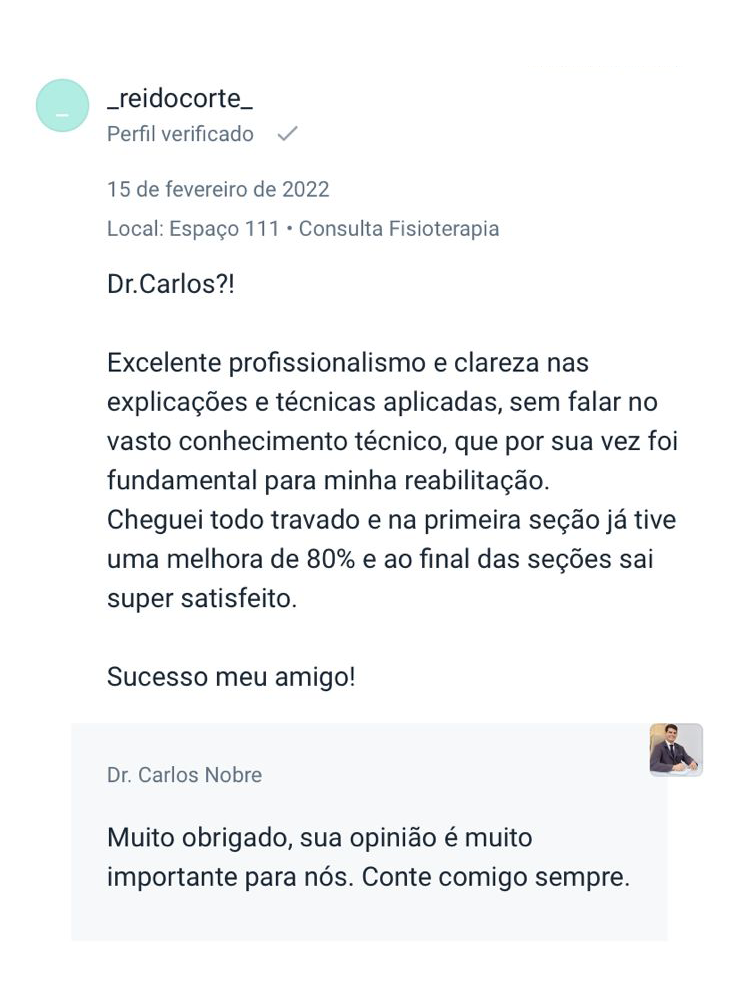 _reidocorte_
Perfil verificado
15 de fevereiro de 2022
Local: Espaço 111 • Consulta Fisioterapia
Dr.Carlos?!
Excelente profissionalismo e clareza nas
explicações e técnicas aplicadas, sem falar no
vasto conhecimento técnico, que por sua vez foi
fundamental para minha reabilitação.
Cheguei todo travado e na primeira seção já tive
uma melhora de 80% e ao final das seções sai
super satisfeito.
Sucesso meu amigo!
Dr. Carlos Nobre
Muito obrigado, sua opinião é muito
importante para nós. Conte comigo sempre.